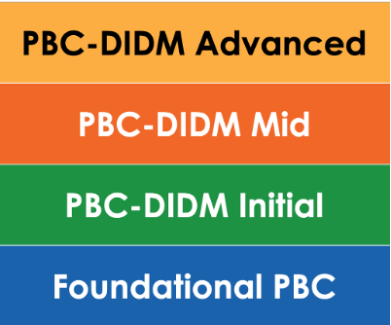 PBC-DIDM Advanced
PBC-DIDM Mid
PBC-DIDM Initial
Foundational PBC